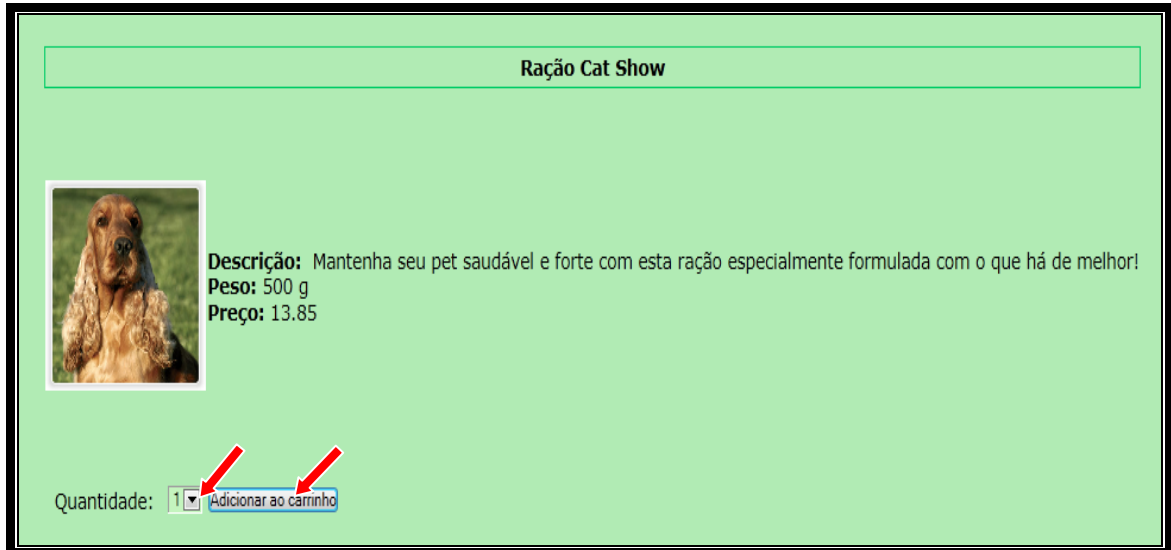 Ração Cat Show
Descrição: Mantenha seu pet saudável e forte com esta ração especialmente formulada com o que há de melhor!
Peso: 500 g
Preço: 13.85
Quantidade: 1 Adicionar ao carrinho